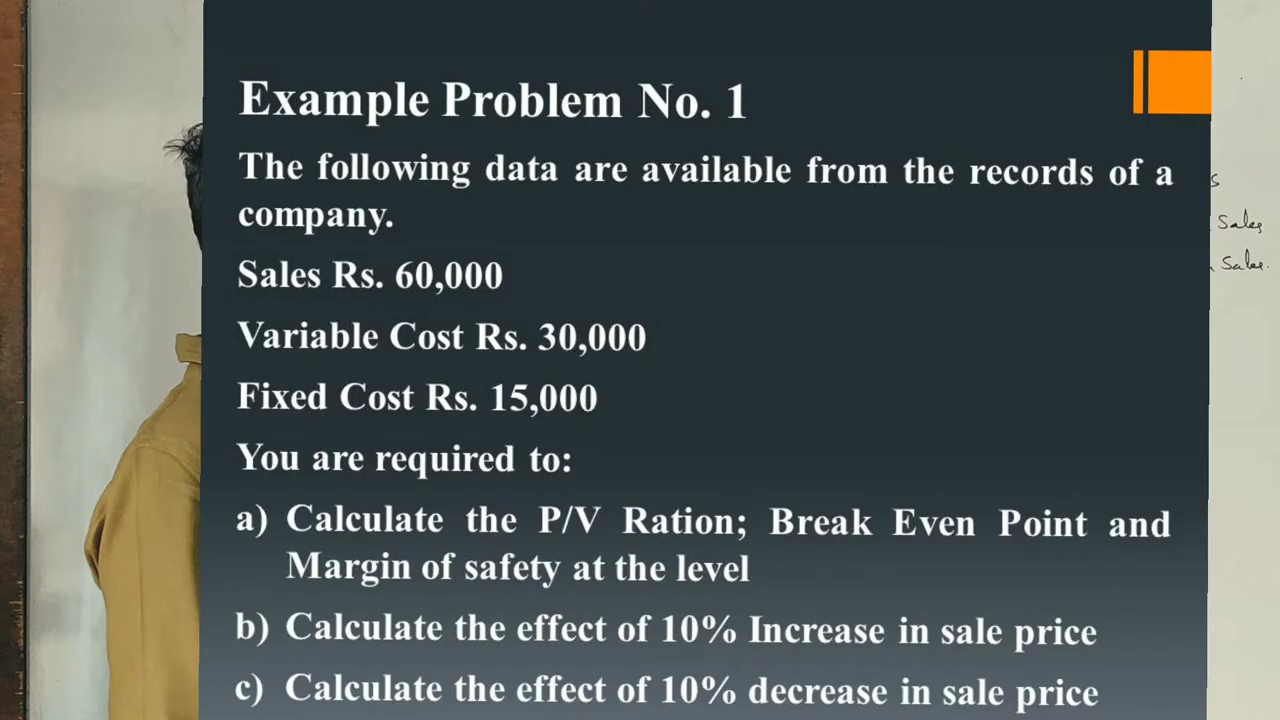 Example Problem No. 1
The following data are available from the records of a
company.
Sales Rs. 60,000
Variable Cost Rs. 30,000
Fixed Cost Rs. 15,000
You are required to:
a) Calculate the P/V Ration; Break Even Point and
Margin of safety at the level
b) Calculate the effect of 10% Increase in sale price
c) Calculate the effect of 10% decrease in sale price
Sales
Sales.